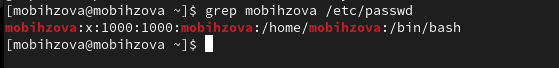 [mobihzova@mobihzova ~]$ grep mobihzova /etc/passwd
mobihzova:x:1000:1000:mobihzova:/home/mobihzova:/bin/bash
[mobihzova@mobihzova ~]$